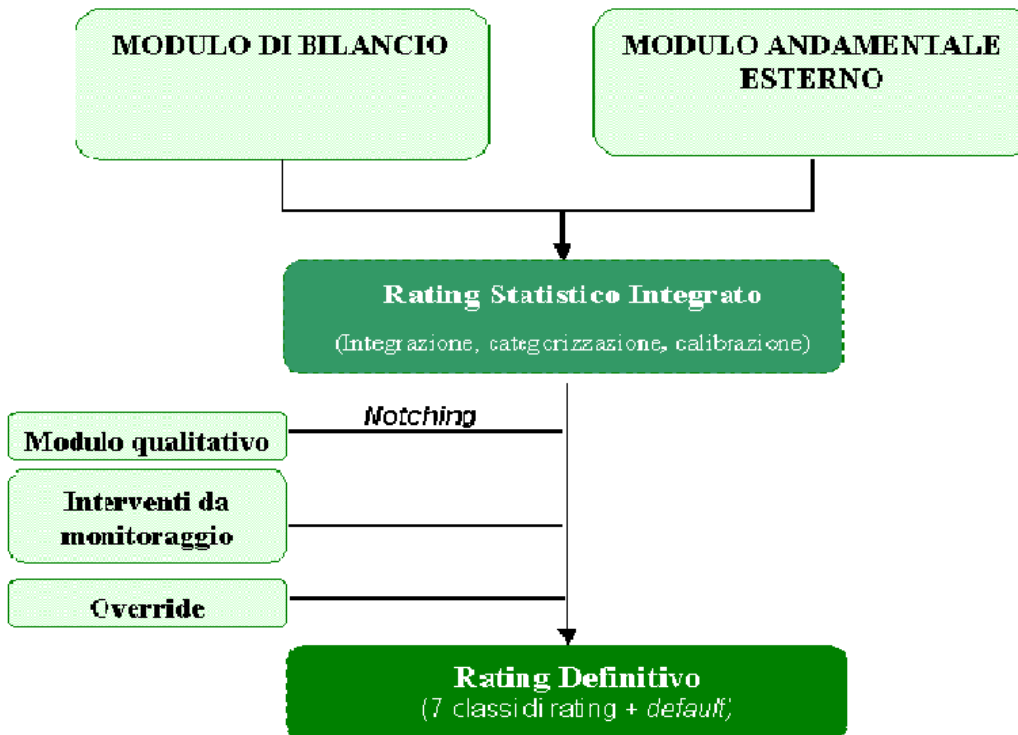 MODULO DI BILANCIO
MODULO ANDAMENTALE
ESTERNO
Rating Statistico Integrato
(Integrazione, categorizzazione, calibrazione)
Notching
Modulo qualitativo
Interventi da
monitoraggio
Override
Rating Definitivo
(7 classi di rating + default)